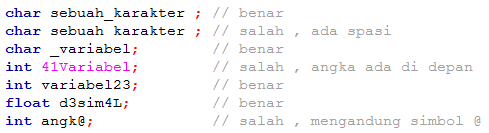 char sebuah_karakter ; // benar
char sebuah karakter ; // salah , ada spasi
char _variabel; // benar
int 41Variabel; // salah , angka ada di depan
int variabel23; // benar
float d3sim4L; // benar
int angk@; // salah , mengandung simbol @